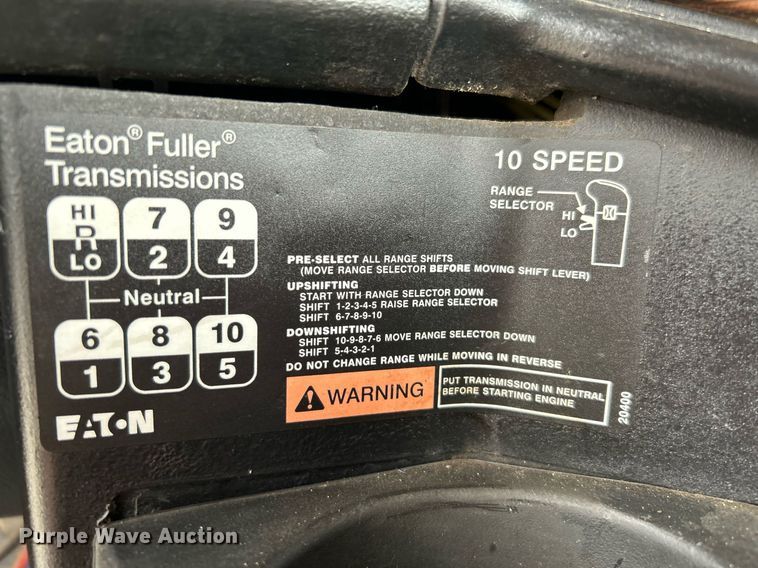 Eaton® Fuller®
Transmissions
10 SPEED
RANGE
SELECTOR
HI
LO
HI 7 9
R
LO 2 4
Neutral
6 8 10
1 3 5
PRE-SELECT ALL RANGE SHIFTS
(MOVE RANGE SELECTOR BEFORE MOVING SHIFT LEVER)
UPSHIFTING
START WITH RANGE SELECTOR DOWN
SHIFT 1-2-3-4-5 RAISE RANGE SELECTOR
SHIFT 6-7-8-9-10
DOWNSHIFTING
SHIFT 10-9-8-7-6 MOVE RANGE SELECTOR DOWN
SHIFT 5-4-3-2-1
DO NOT CHANGE RANGE WHILE MOVING IN REVERSE
WARNING
PUT TRANSMISSION IN NEUTRAL
BEFORE STARTING ENGINE
20400
EATON
Purple Wave Auction